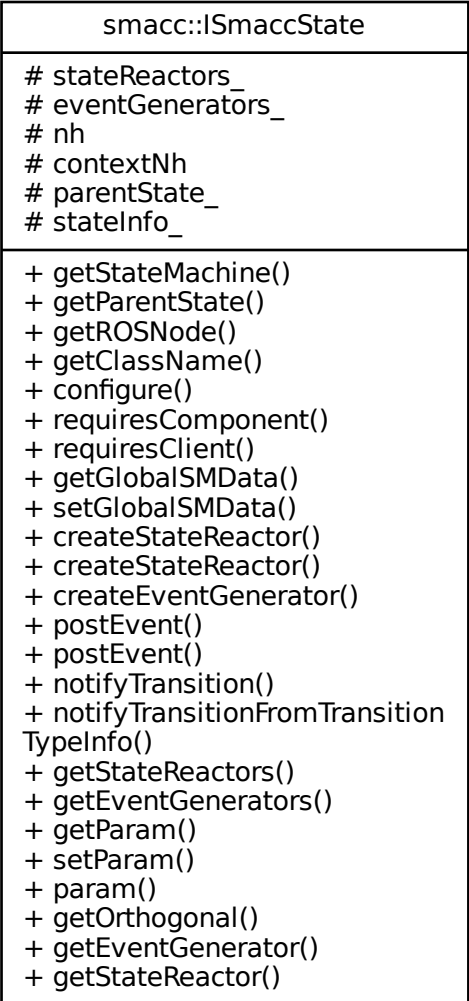 smacc::ISmaccState
# stateReactors_
# eventGenerators_
# nh
# contextNh
# parentState_
# stateInfo_
+ getStateMachine()
+ getParentState()
+ getROSNode()
+ getClassName()
+ configure()
+ requiresComponent()
+ requiresClient()
+ getGlobalSMData()
+ setGlobalSMData()
+ createStateReactor()
+ createStateReactor()
+ createEventGenerator()
+ postEvent()
+ postEvent()
+ notifyTransition()
+ notifyTransitionFromTransition
TypeInfo()
+ getStateReactors()
+ getEventGenerators()
+ getParam()
+ setParam()
+ param()
+ getOrthogonal()
+ getEventGenerator()
+ getStateReactor()